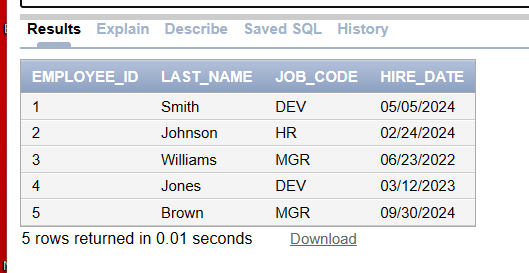 Results Explain Describe Saved SQL History
EMPLOYEE_ID LAST_NAME JOB_CODE HIRE_DATE
1 Smith DEV 05/05/2024
2 Johnson HR 02/24/2024
3 Williams MGR 06/23/2022
4 Jones DEV 03/12/2023
5 Brown MGR 09/30/2024
5 rows returned in 0.01 seconds Download